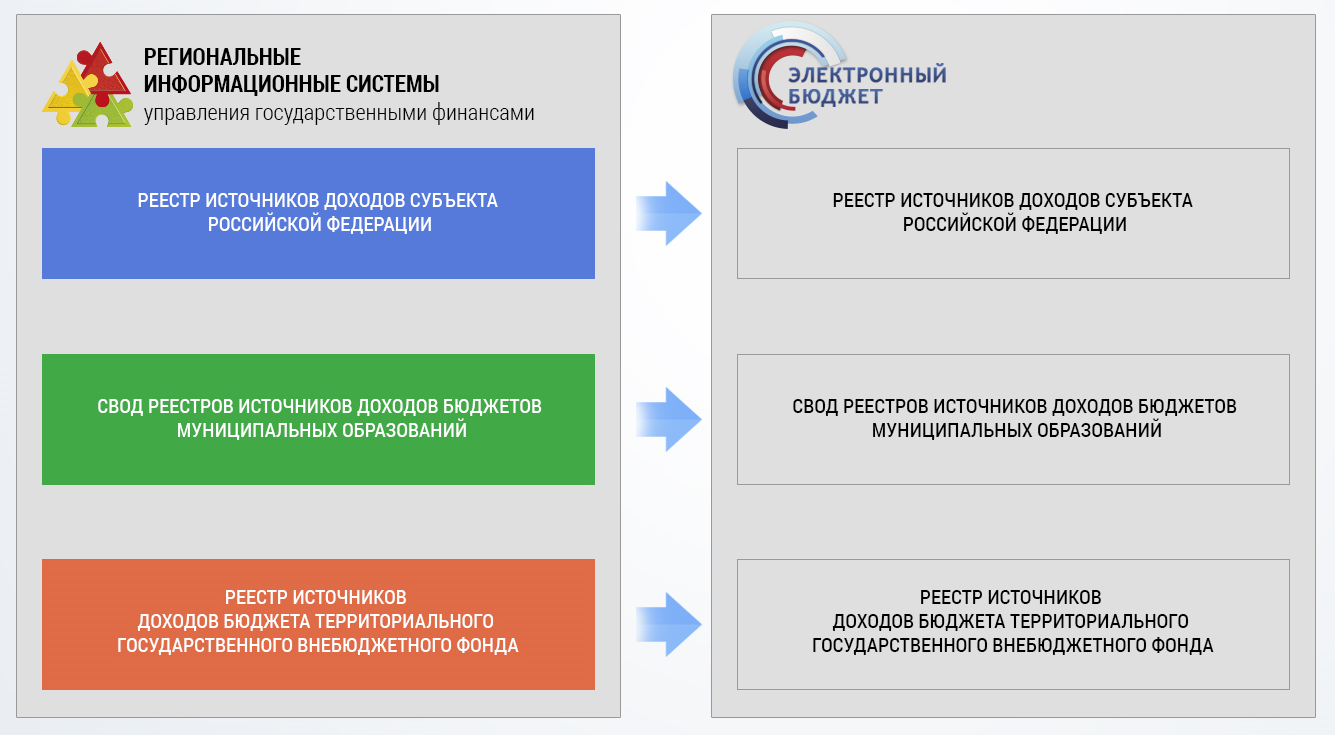 РЕГИОНАЛЬНЫЕ
ИНФОРМАЦИОННЫЕ СИСТЕМЫ
управления государственными финансами
РЕЕСТР ИСТОЧНИКОВ ДОХОДОВ СУБЪЕКТА
РОССИЙСКОЙ ФЕДЕРАЦИИ
СВОД РЕЕСТРОВ ИСТОЧНИКОВ ДОХОДОВ БЮДЖЕТОВ
МУНИЦИПАЛЬНЫХ ОБРАЗОВАНИЙ
РЕЕСТР ИСТОЧНИКОВ
ДОХОДОВ БЮДЖЕТА ТЕРРИТОРИАЛЬНОГО
ГОСУДАРСТВЕННОГО ВНЕБЮДЖЕТНОГО ФОНДА
ЭЛЕКТРОННЫЙ
БЮДЖЕТ
РЕЕСТР ИСТОЧНИКОВ ДОХОДОВ СУБЪЕКТА
РОССИЙСКОЙ ФЕДЕРАЦИИ
СВОД РЕЕСТРОВ ИСТОЧНИКОВ ДОХОДОВ БЮДЖЕТОВ
МУНИЦИПАЛЬНЫХ ОБРАЗОВАНИЙ
РЕЕСТР ИСТОЧНИКОВ
ДОХОДОВ БЮДЖЕТА ТЕРРИТОРИАЛЬНОГО
ГОСУДАРСТВЕННОГО ВНЕБЮДЖЕТНОГО ФОНДА